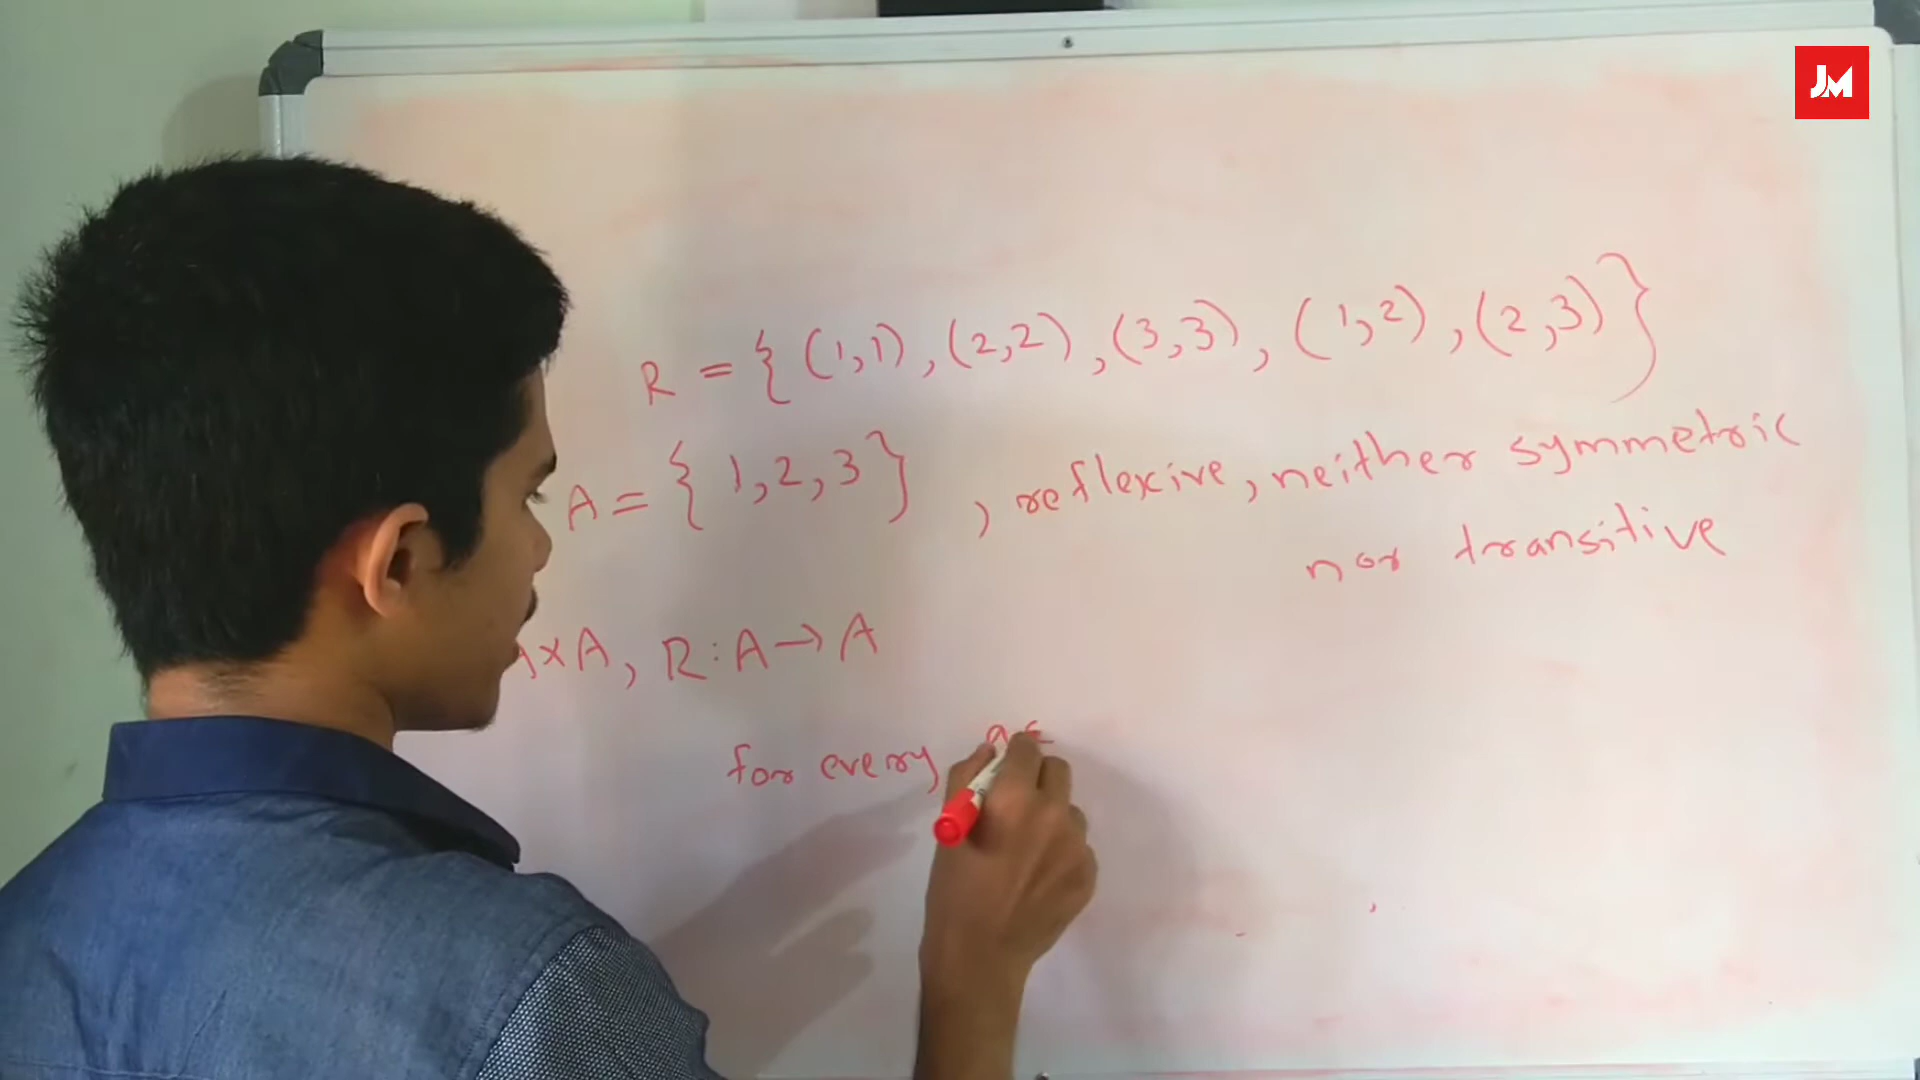 JM
R = { (1,1) , (2,2) , (3,3) , (1,2) , (2,3) }
A = { 1,2,3 } , reflexive, neither symmetric
nor transitive
A×A, R : A → A
for every a ∈